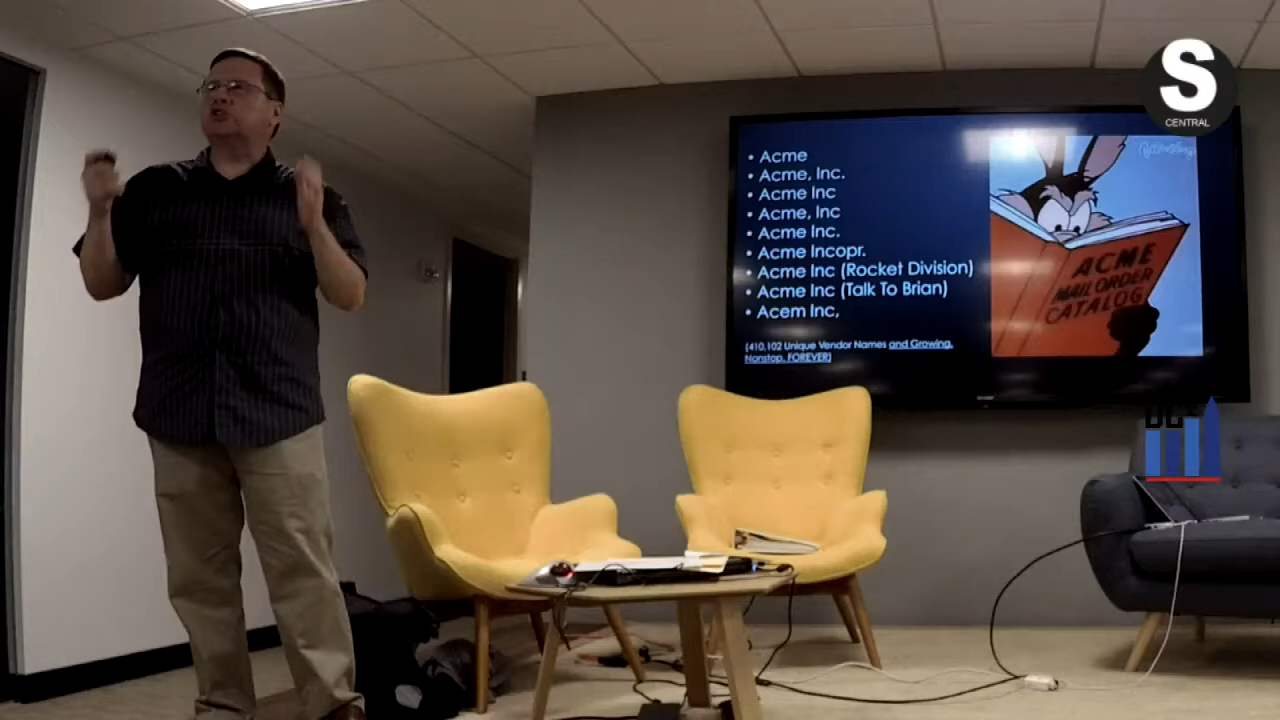 S
CENTRAL
• Acme
• Acme, Inc.
• Acme Inc
• Acme, Inc
• Acme Inc.
• Acme Incopr.
• Acme Inc (Rocket Division)
• Acme Inc (Talk To Brian)
• Acem Inc,
(410,102 Unique Vendor Names and Growing,
Nonstop, FOREVER)
ACME
MAIL ORDER
CATALOG